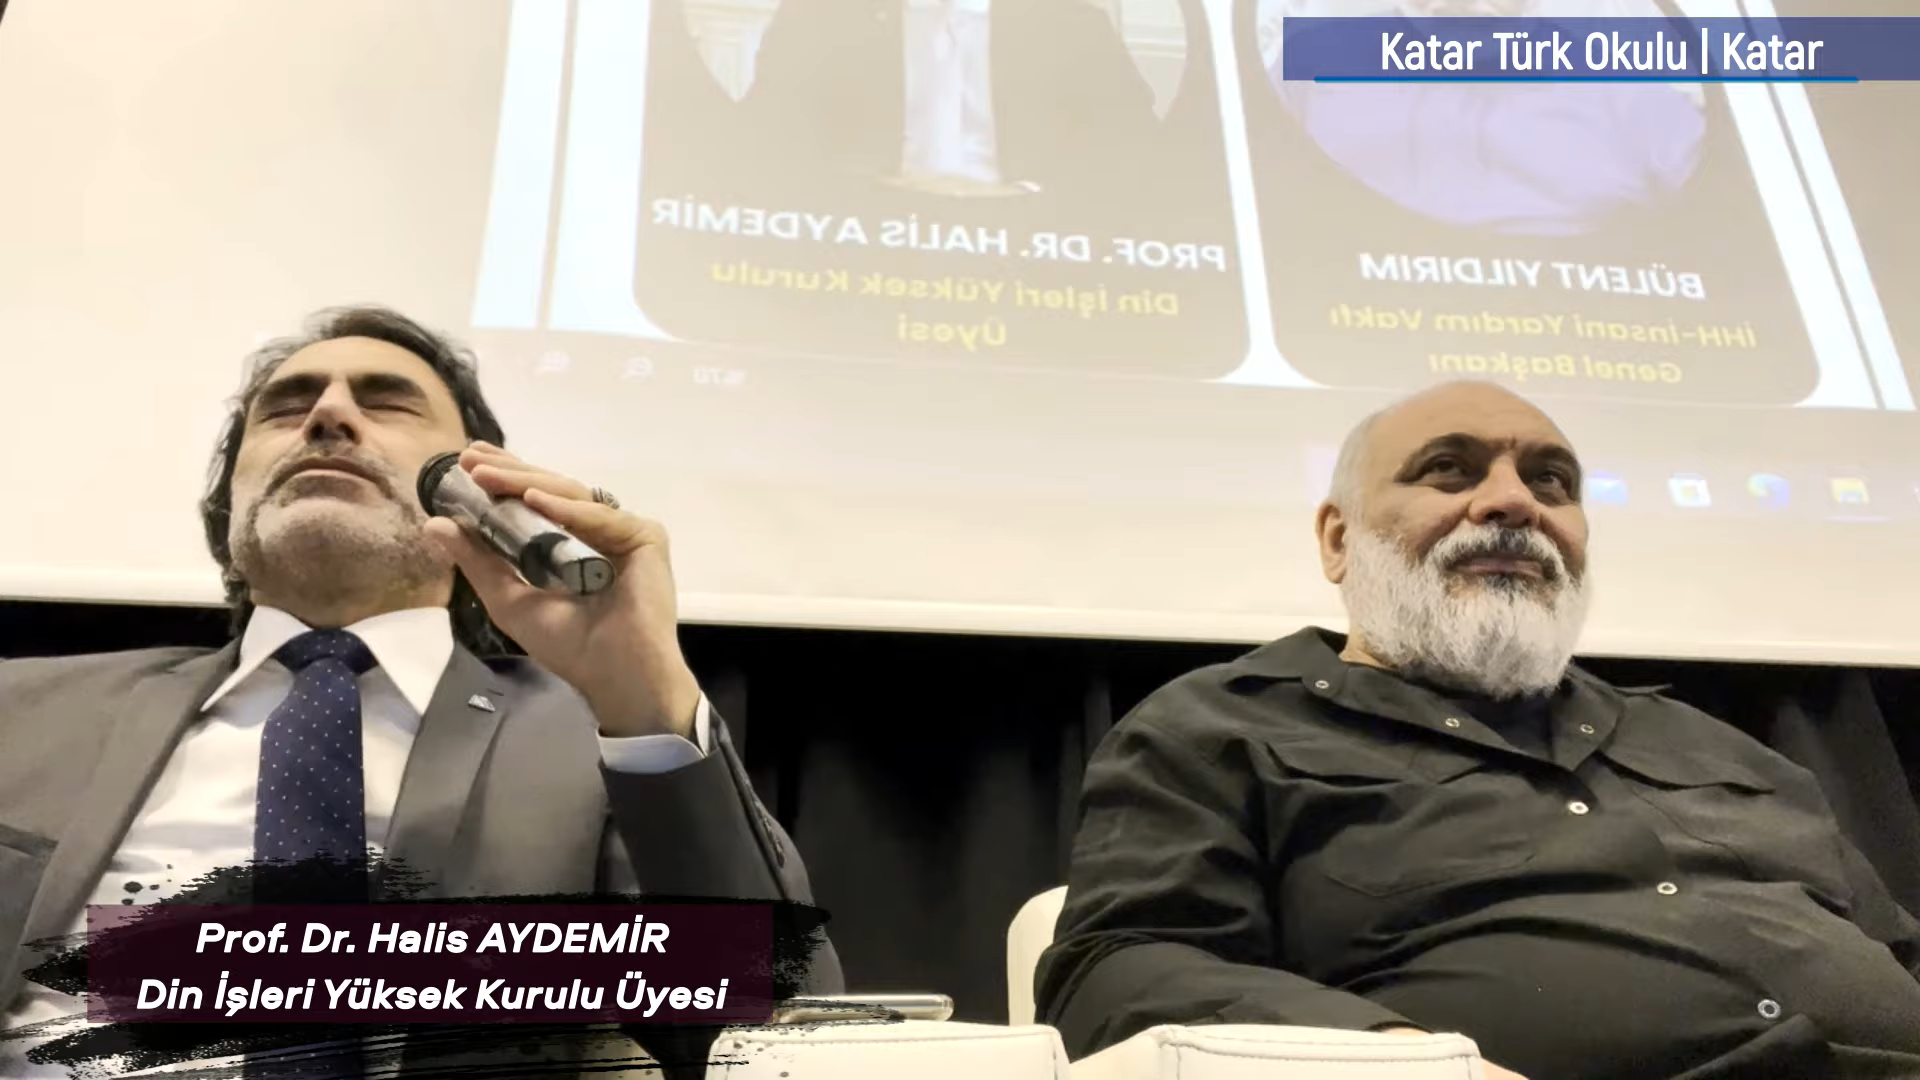 Katar Türk Okulu | Katar
PROF. DR. HALİS AYDEMİR
Din İşleri Yüksek Kurulu
Üyesi
BÜLENT YILDIRIM
İHH-İnsani Yardım Vakfı
Genel Başkanı
%70
Prof. Dr. Halis AYDEMİR
Din İşleri Yüksek Kurulu Üyesi